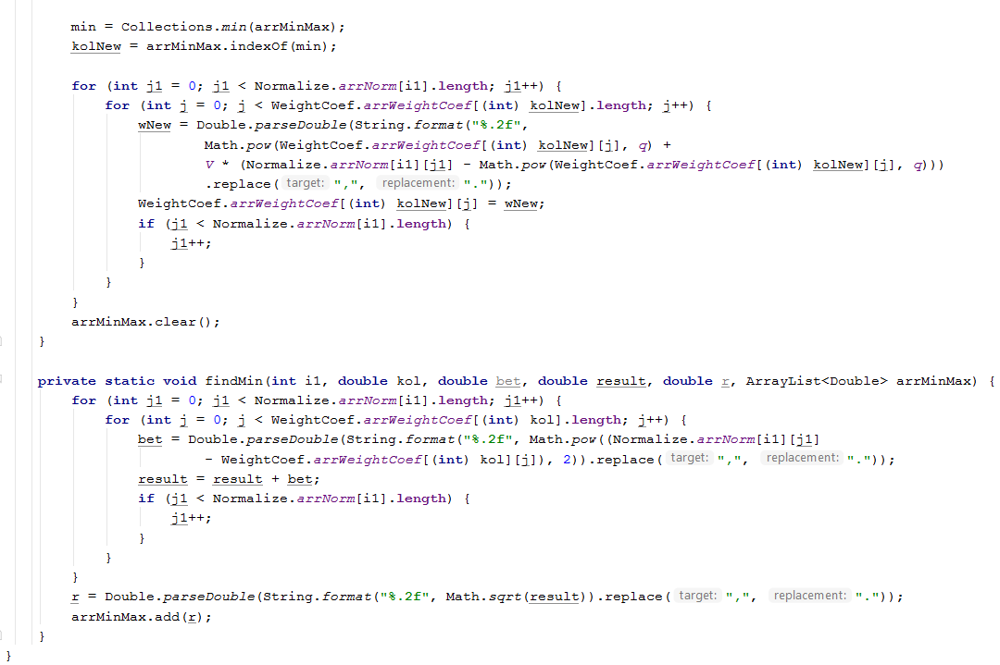 min = Collections.min(arrMinMax);
kolNew = arrMinMax.indexOf(min);
for (int j1 = 0; j1 < Normalize.arrNorm[i1].length; j1++) {
for (int j = 0; j < WeightCoef.arrWeightCoef[(int) kolNew].length; j++) {
wNew = Double.parseDouble(String.format("%.2f",
Math.pow(WeightCoef.arrWeightCoef[(int) kolNew][j], q) +
V * (Normalize.arrNorm[i1][j1] - Math.pow(WeightCoef.arrWeightCoef[(int) kolNew][j], q)))
.replace( target: ",", replacement: "."));
WeightCoef.arrWeightCoef[(int) kolNew][j] = wNew;
if (j1 < Normalize.arrNorm[i1].length) {
j1++;
}
}
}
arrMinMax.clear();
}
private static void findMin(int i1, double kol, double bet, double result, double r, ArrayList<Double> arrMinMax) {
for (int j1 = 0; j1 < Normalize.arrNorm[i1].length; j1++) {
for (int j = 0; j < WeightCoef.arrWeightCoef[(int) kol].length; j++) {
bet = Double.parseDouble(String.format("%.2f", Math.pow((Normalize.arrNorm[i1][j1]
- WeightCoef.arrWeightCoef[(int) kol][j]), 2)).replace( target: ",", replacement: "."));
result = result + bet;
if (j1 < Normalize.arrNorm[i1].length) {
j1++;
}
}
}
r = Double.parseDouble(String.format("%.2f", Math.sqrt(result)).replace( target: ",", replacement: "."));
arrMinMax.add(r);
}
}